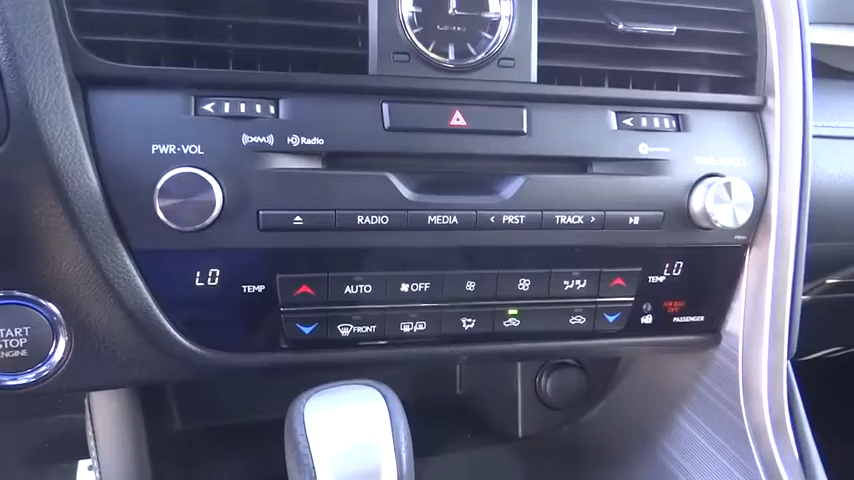 ((XM))
HD Radio
PWR•VOL
TUNE•SCROLL
RADIO
MEDIA
< PRST
TRACK >
LO
TEMP
AUTO
OFF
TEMP
LO
FRONT
AIR BAG
OFF
PASSENGER
START
STOP
ENGINE